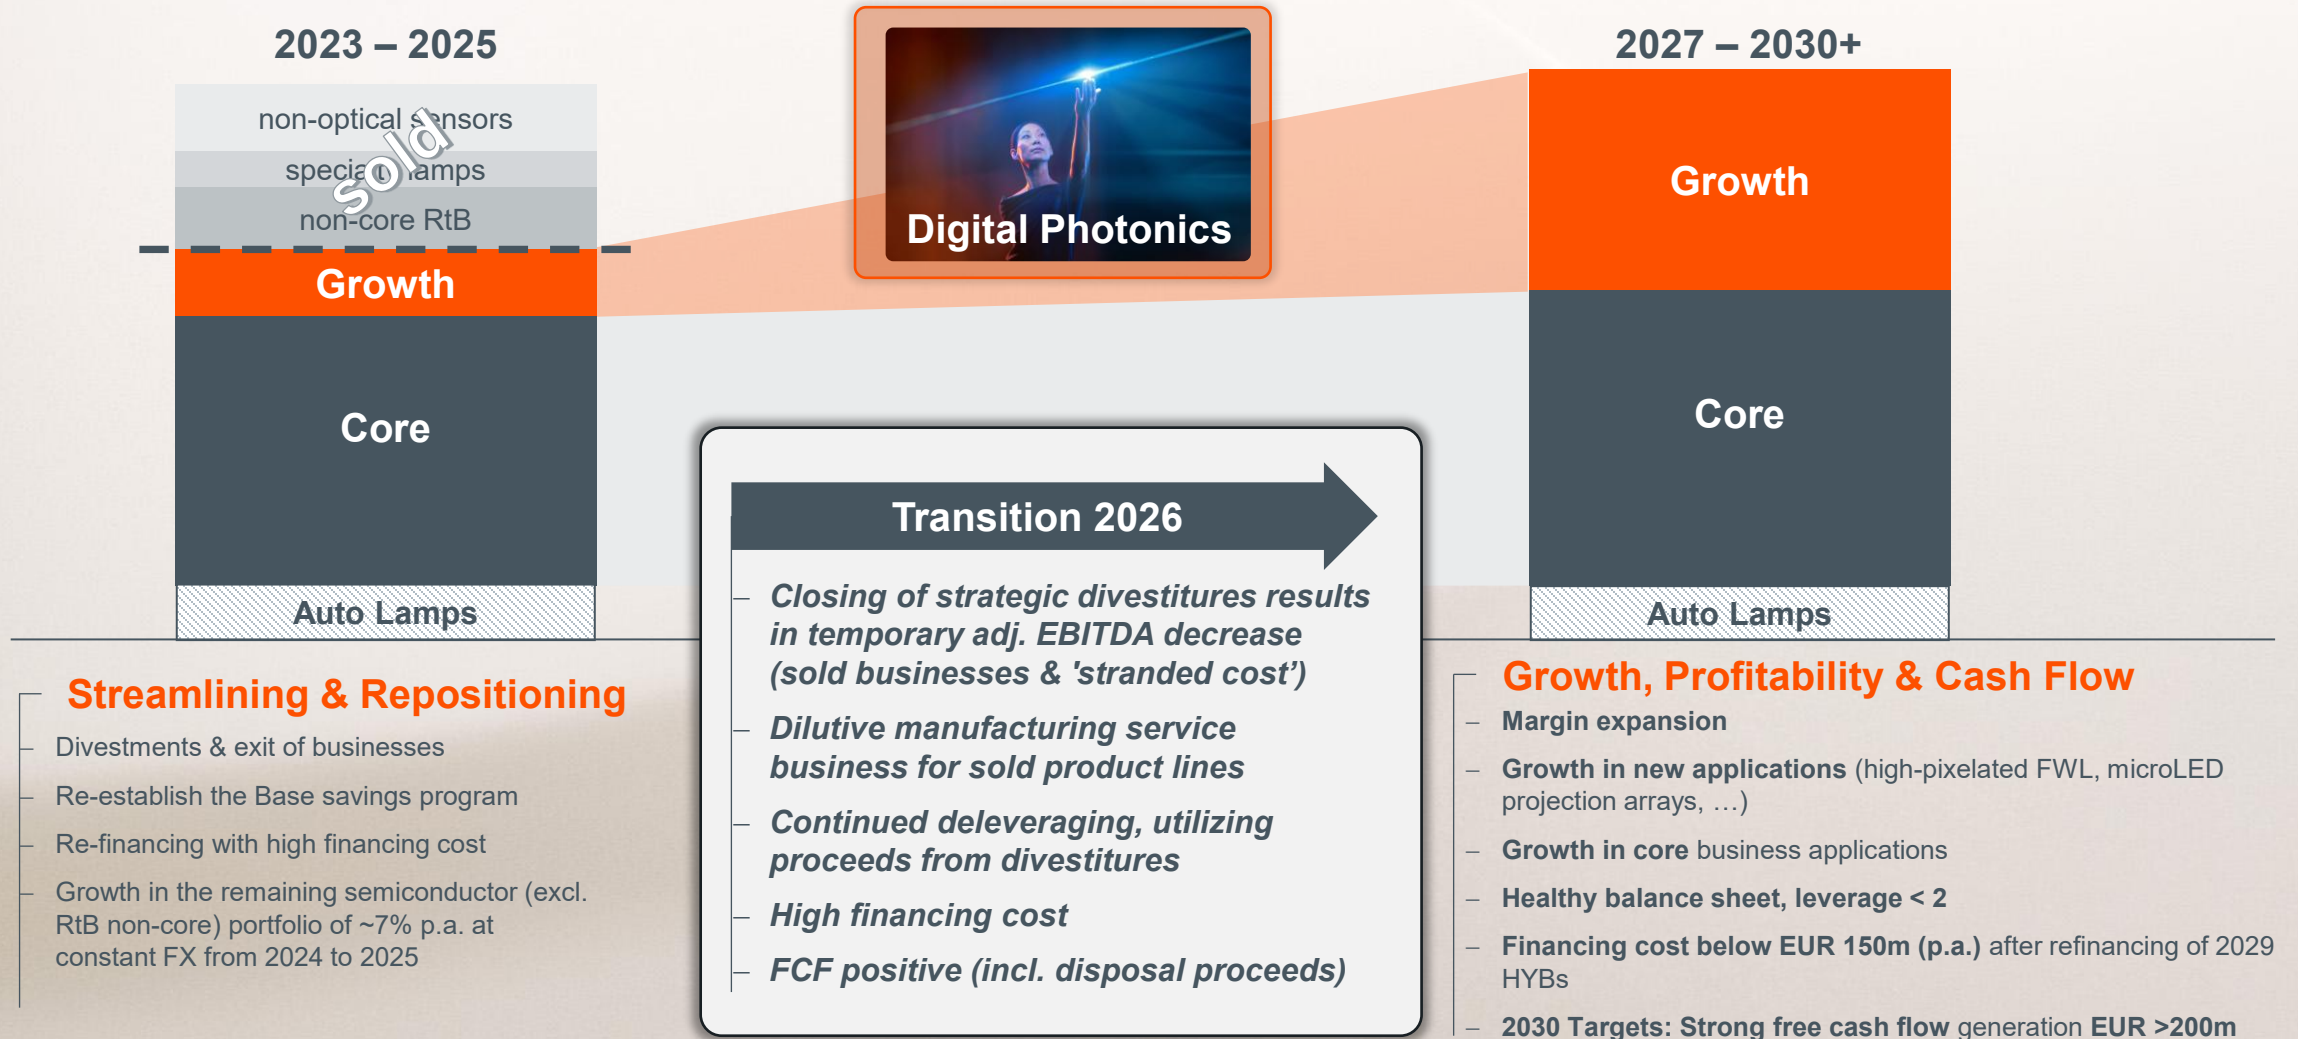 2023 – 2025
non-optical sensors
specialty lamps
non-core RtB
sold
Growth
Core
Auto Lamps
Digital Photonics
2027 – 2030+
Growth
Core
Auto Lamps
Streamlining & Repositioning
– Divestments & exit of businesses
– Re-establish the Base savings program
– Re-financing with high financing cost
– Growth in the remaining semiconductor (excl.
RtB non-core) portfolio of ~7% p.a. at
constant FX from 2024 to 2025
Transition 2026
– Closing of strategic divestitures results
in temporary adj. EBITDA decrease
(sold businesses & 'stranded cost’)
– Dilutive manufacturing service
business for sold product lines
– Continued deleveraging, utilizing
proceeds from divestitures
– High financing cost
– FCF positive (incl. disposal proceeds)
Growth, Profitability & Cash Flow
– Margin expansion
– Growth in new applications (high-pixelated FWL, microLED
projection arrays, …)
– Growth in core business applications
– Healthy balance sheet, leverage < 2
– Financing cost below EUR 150m (p.a.) after refinancing of 2029
HYBs
– 2030 Targets: Strong free cash flow generation EUR >200m